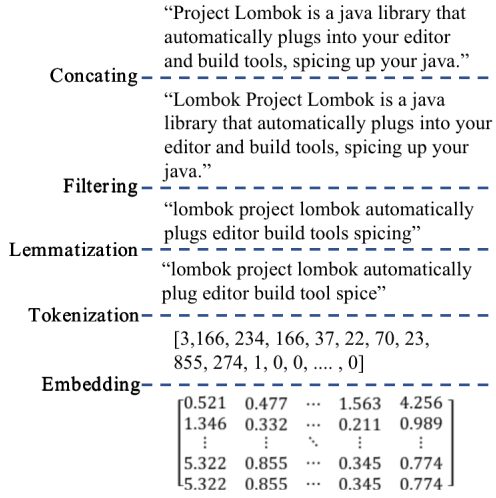 “Project Lombok is a java library that
automatically plugs into your editor
and build tools, spicing up your java.”
Concating
“Lombok Project Lombok is a java
library that automatically plugs into your
editor and build tools, spicing up your
java.”
Filtering
“lombok project lombok automatically
plugs editor build tools spicing”
Lemmatization
“lombok project lombok automatically
plug editor build tool spice”
Tokenization
[3,166, 234, 166, 37, 22, 70, 23,
855, 274, 1, 0, 0, .... , 0]
Embedding
0.521 0.477 ⋯ 1.563 4.256
1.346 0.332 ⋯ 0.211 0.989
⋮ ⋮ ⋱ ⋮ ⋮
5.322 0.855 ⋯ 0.345 0.774
5.322 0.855 ⋯ 0.345 0.774